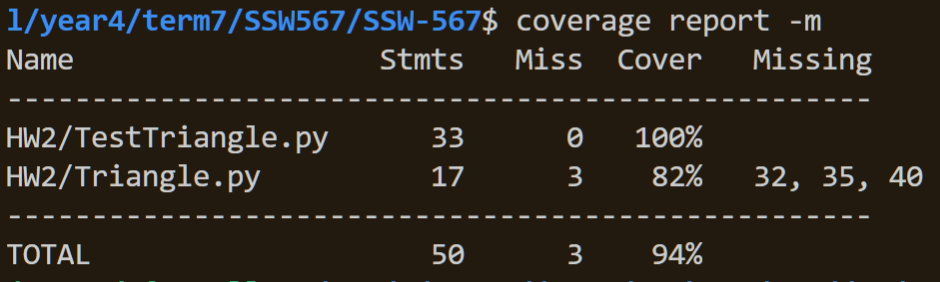 l/year4/term7/SSW567/SSW-567$ coverage report -m
Name Stmts Miss Cover Missing
--------------------------------------------------
HW2/TestTriangle.py 33 0 100%
HW2/Triangle.py 17 3 82% 32, 35, 40
--------------------------------------------------
TOTAL 50 3 94%